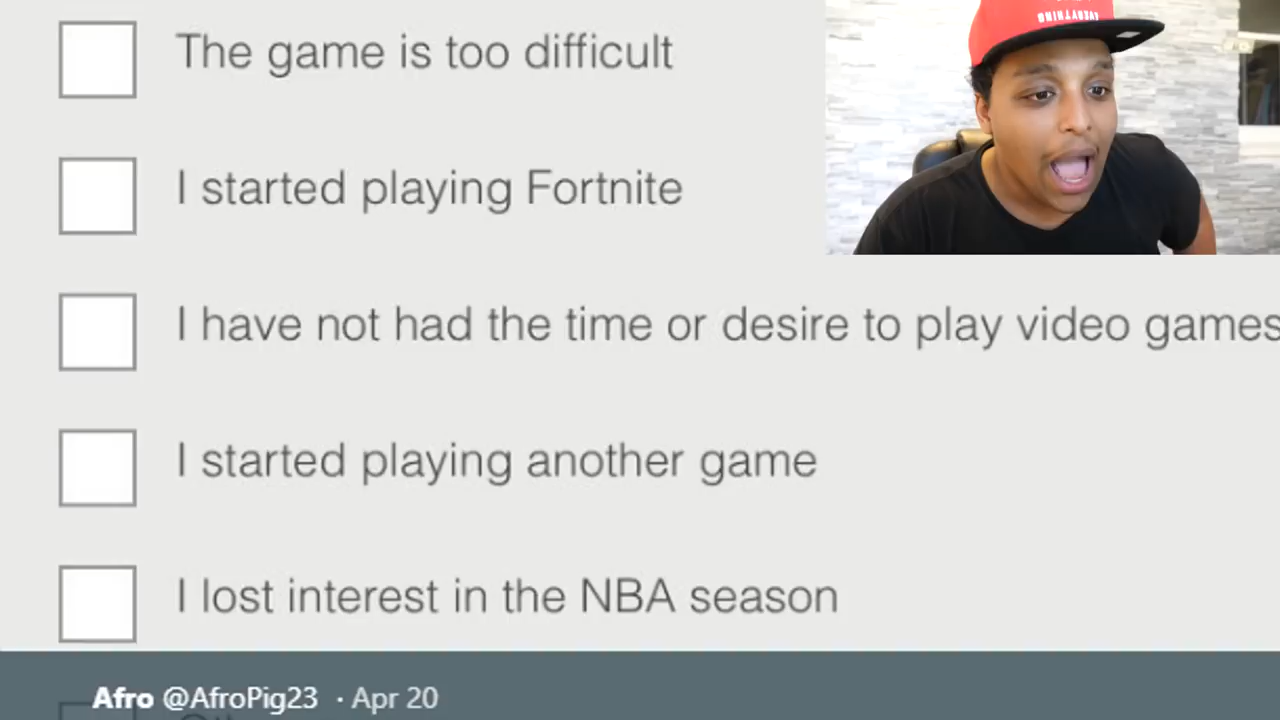 The game is too difficult
EVERYTHING
I started playing Fortnite
I have not had the time or desire to play video games
I started playing another game
I lost interest in the NBA season
Afro @AfroPig23 · Apr 20